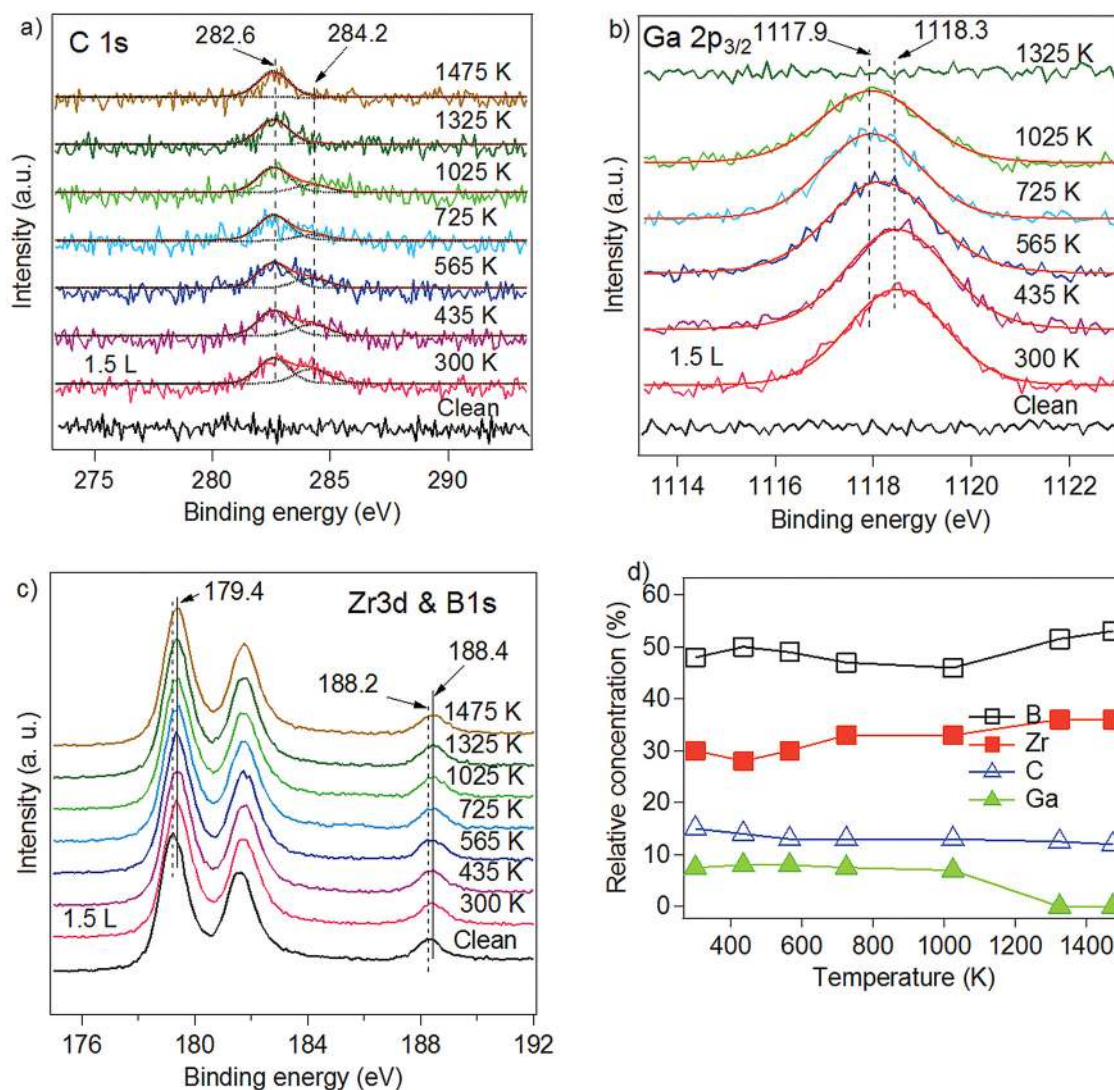 a)
C 1s
282.6
284.2
1475 K
1325 K
1025 K
725 K
565 K
435 K
1.5 L
300 K
Clean
Intensity (a.u.)
275
280
285
290
Binding energy (eV)
b)
Ga 2p3/2
1117.9
1118.3
1325 K
1025 K
725 K
565 K
435 K
1.5 L
300 K
Clean
Intensity (a.u.)
1114
1116
1118
1120
1122
Binding energy (eV)
c)
179.4
Zr3d & B1s
188.4
188.2
1475 K
1325 K
1025 K
725 K
565 K
435 K
1.5 L
300 K
Clean
Intensity (a. u.)
176
180
184
188
192
Binding energy (eV)
d)
Relative concentration (%)
60
50
40
30
20
10
0
B
Zr
C
Ga
400
600
800
1000
1200
1400
Temperature (K)